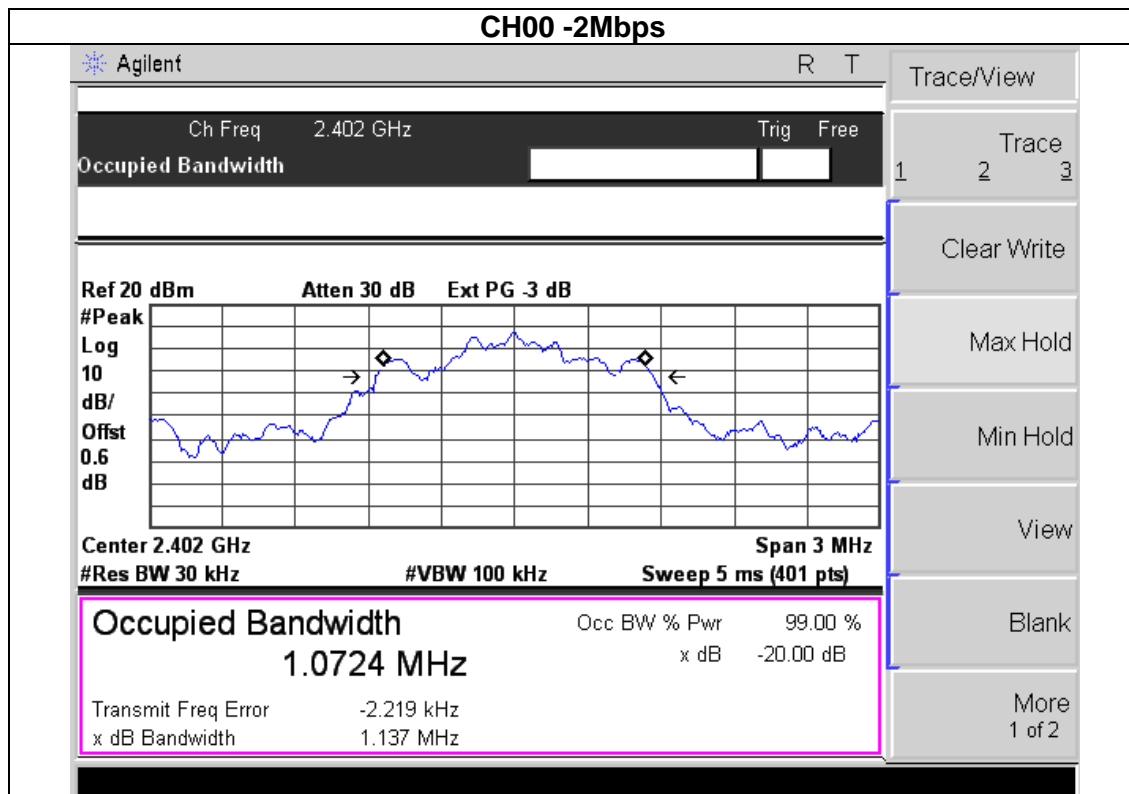 CH00 -2Mbps
Agilent R T
Trace/View
Ch Freq 2.402 GHz Trig Free
Occupied Bandwidth
Trace
1 2 3
Clear Write
Max Hold
Min Hold
View
Blank
More
1 of 2
Ref 20 dBm Atten 30 dB Ext PG -3 dB
#Peak
Log
10
dB/
Offst
0.6
dB
Center 2.402 GHz Span 3 MHz
#Res BW 30 kHz #VBW 100 kHz Sweep 5 ms (401 pts)
Occupied Bandwidth Occ BW % Pwr 99.00 %
1.0724 MHz x dB -20.00 dB
Transmit Freq Error -2.219 kHz
x dB Bandwidth 1.137 MHz